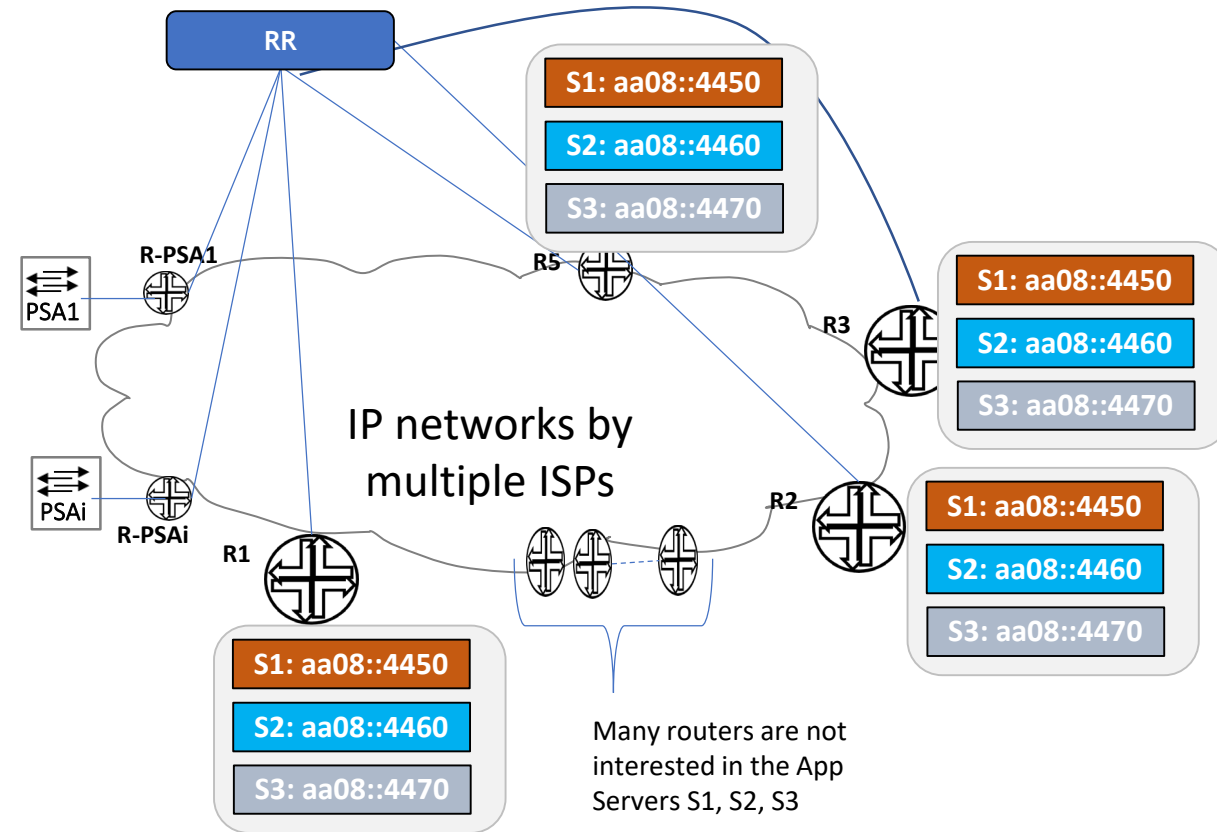 RR
S1: aa08::4450
S2: aa08::4460
S3: aa08::4470
R-PSA1
PSA1
R5
R3
S1: aa08::4450
S2: aa08::4460
S3: aa08::4470
IP networks by
multiple ISPs
PSAi
R-PSAi
R1
R2
S1: aa08::4450
S2: aa08::4460
S3: aa08::4470
S1: aa08::4450
S2: aa08::4460
S3: aa08::4470
Many routers are not
interested in the App
Servers S1, S2, S3